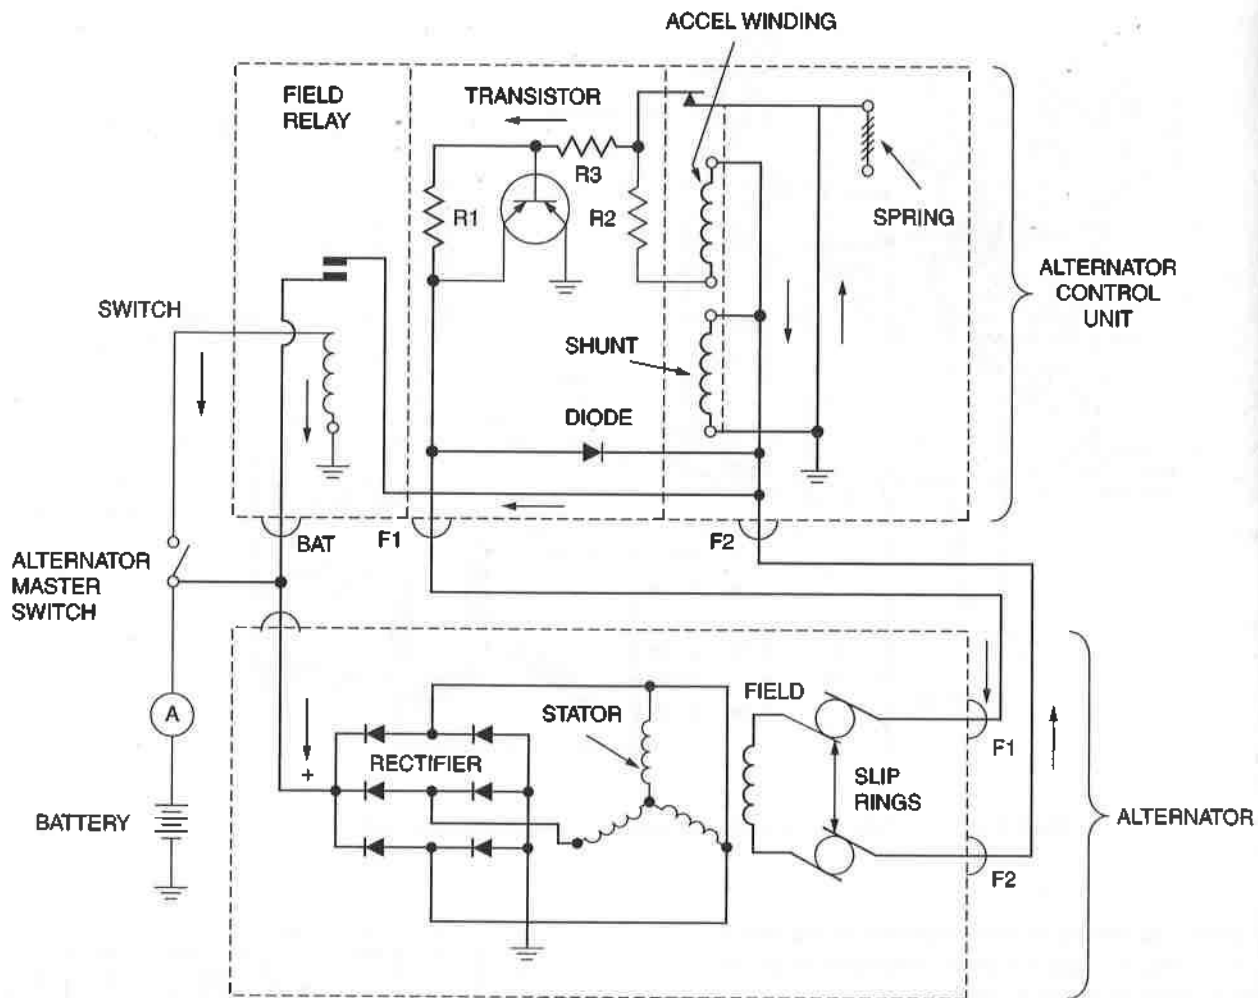 ACCEL WINDING
FIELD
RELAY
TRANSISTOR
R3
R1
R2
SPRING
ALTERNATOR
CONTROL
UNIT
SWITCH
SHUNT
DIODE
BAT
F1
F2
ALTERNATOR
MASTER
SWITCH
A
BATTERY
+
RECTIFIER
STATOR
FIELD
SLIP
RINGS
F1
F2
ALTERNATOR